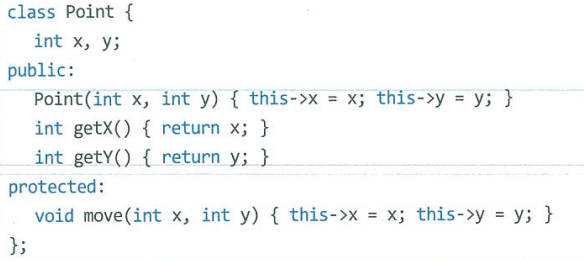 class Point {
int x, y;
public:
Point(int x, int y) { this->x = x; this->y = y; }
int getX() { return x; }
int getY() { return y; }
protected:
void move(int x, int y) { this->x = x; this->y = y; }
};